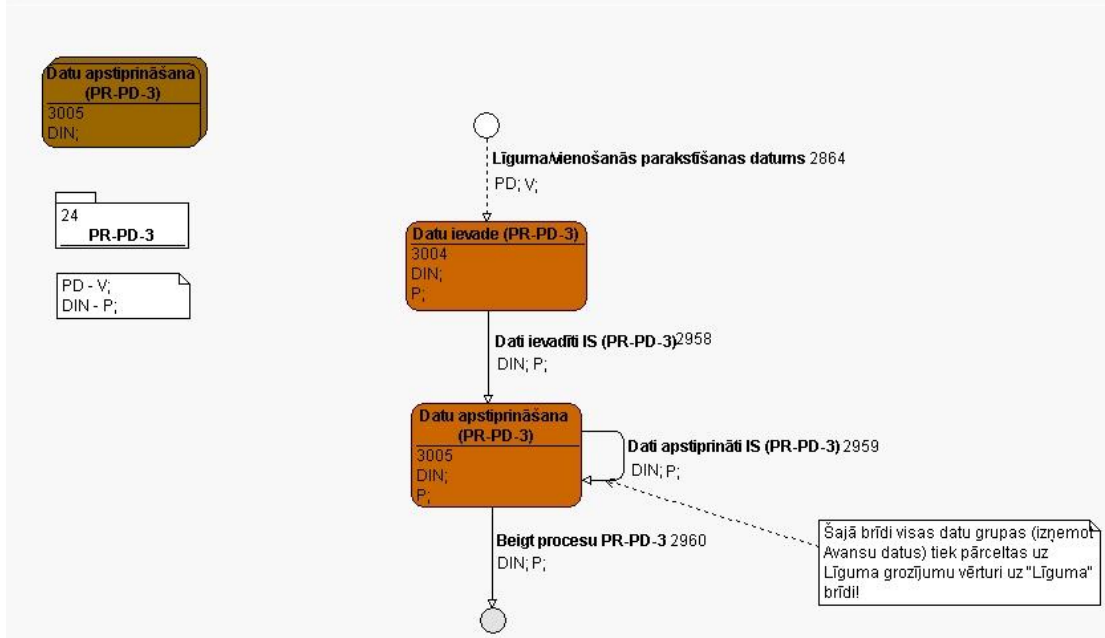 Datu apstiprināšana
(PR-PD-3)
3005
DIN;
24
PR-PD-3
PD - V;
DIN - P;
Līguma/vienošanās parakstīšanas datums 2864
PD; V;
Datu ievade (PR-PD-3)
3004
DIN;
P;
Dati ievadīti IS (PR-PD-3) 2958
DIN; P;
Datu apstiprināšana
(PR-PD-3)
3005
DIN;
P;
Dati apstiprināti IS (PR-PD-3) 2959
DIN; P;
Beigt procesu PR-PD-3 2960
DIN; P;
Šajā brīdi visas datu grupas (izņemot
Avansu datus) tiek pārceltas uz
Līguma grozījumu vērturi uz "Līguma"
brīdi!